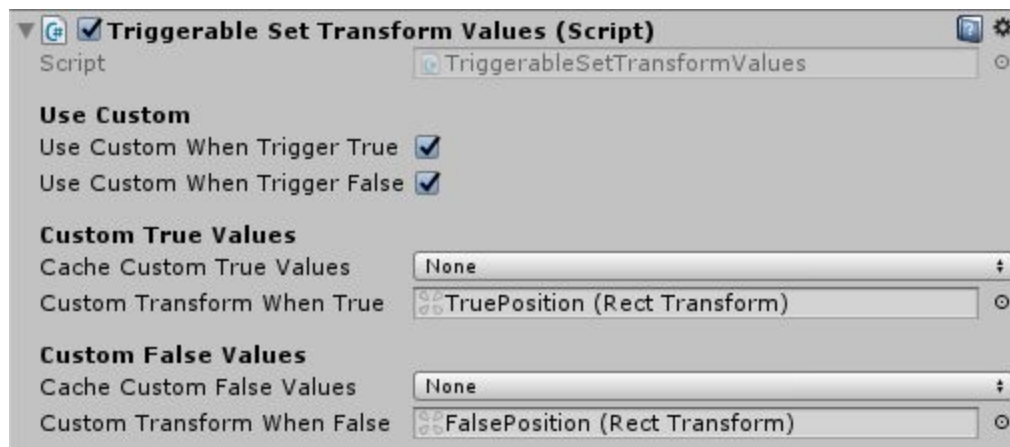 Triggerable Set Transform Values (Script)
Script TriggerableSetTransformValues
Use Custom
Use Custom When Trigger True
Use Custom When Trigger False
Custom True Values
Cache Custom True Values None
Custom Transform When True TruePosition (Rect Transform)
Custom False Values
Cache Custom False Values None
Custom Transform When False FalsePosition (Rect Transform)